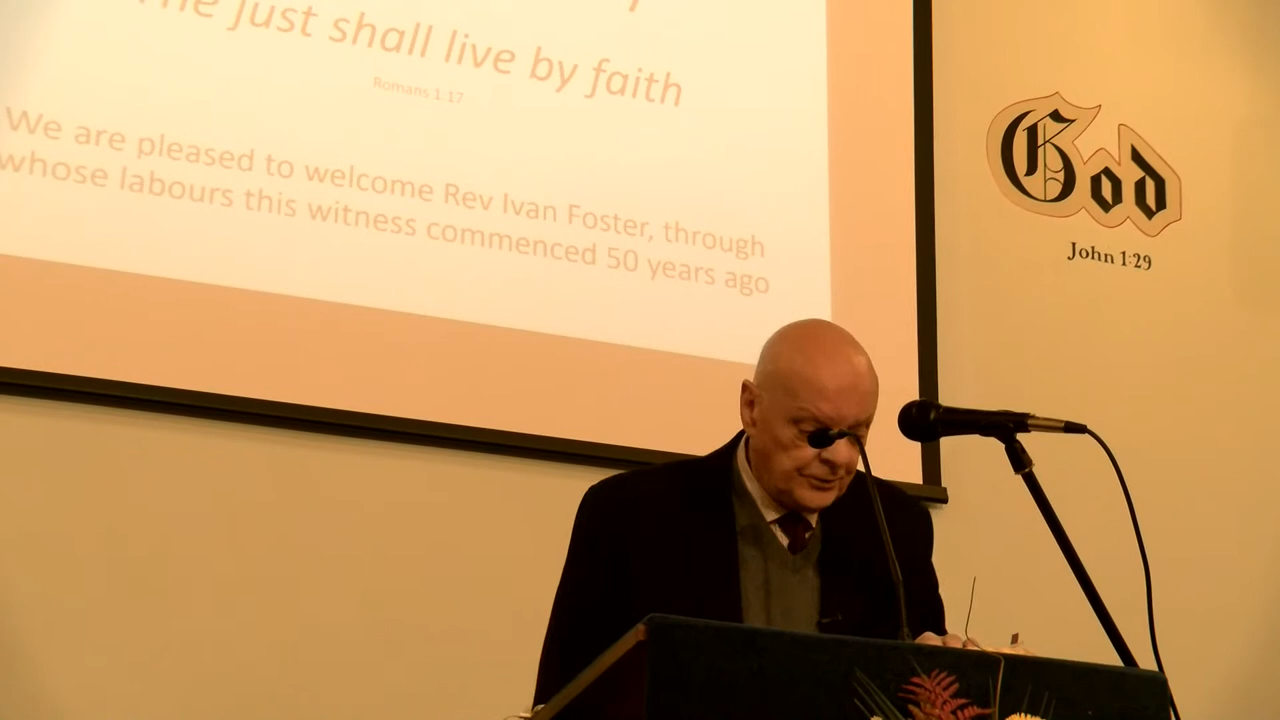 The just shall live by faith
Romans 1.17
We are pleased to welcome Rev Ivan Foster, through
whose labours this witness commenced 50 years ago
God
John 1:29